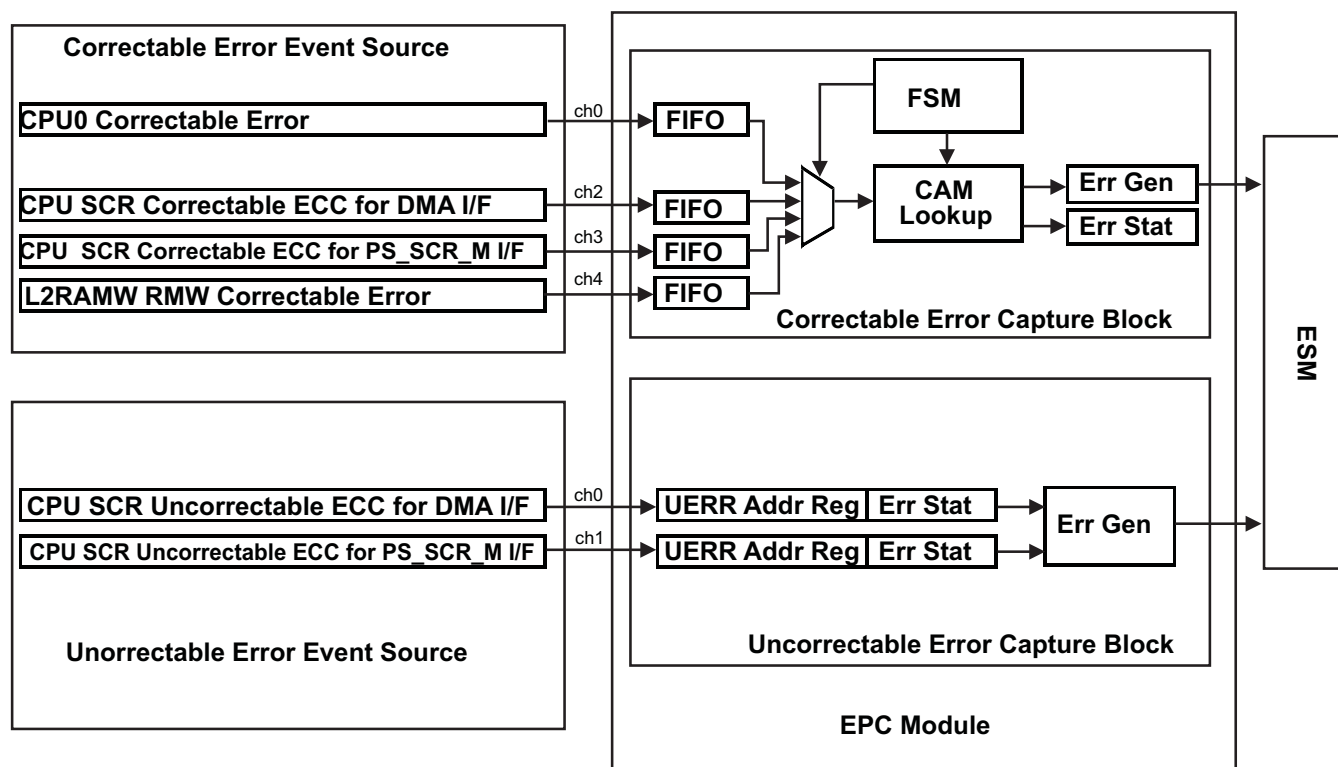 Correctable Error Event Source
CPU0 Correctable Error
CPU SCR Correctable ECC for DMA I/F
CPU SCR Correctable ECC for PS_SCR_M I/F
L2RAMW RMW Correctable Error
ch0
ch2
ch3
ch4
FIFO
FIFO
FIFO
FIFO
FSM
CAM
Lookup
Err Gen
Err Stat
Correctable Error Capture Block
ESM
CPU SCR Uncorrectable ECC for DMA I/F
CPU SCR Uncorrectable ECC for PS_SCR_M I/F
Unorrectable Error Event Source
ch0
ch1
UERR Addr Reg
Err Stat
UERR Addr Reg
Err Stat
Err Gen
Uncorrectable Error Capture Block
EPC Module